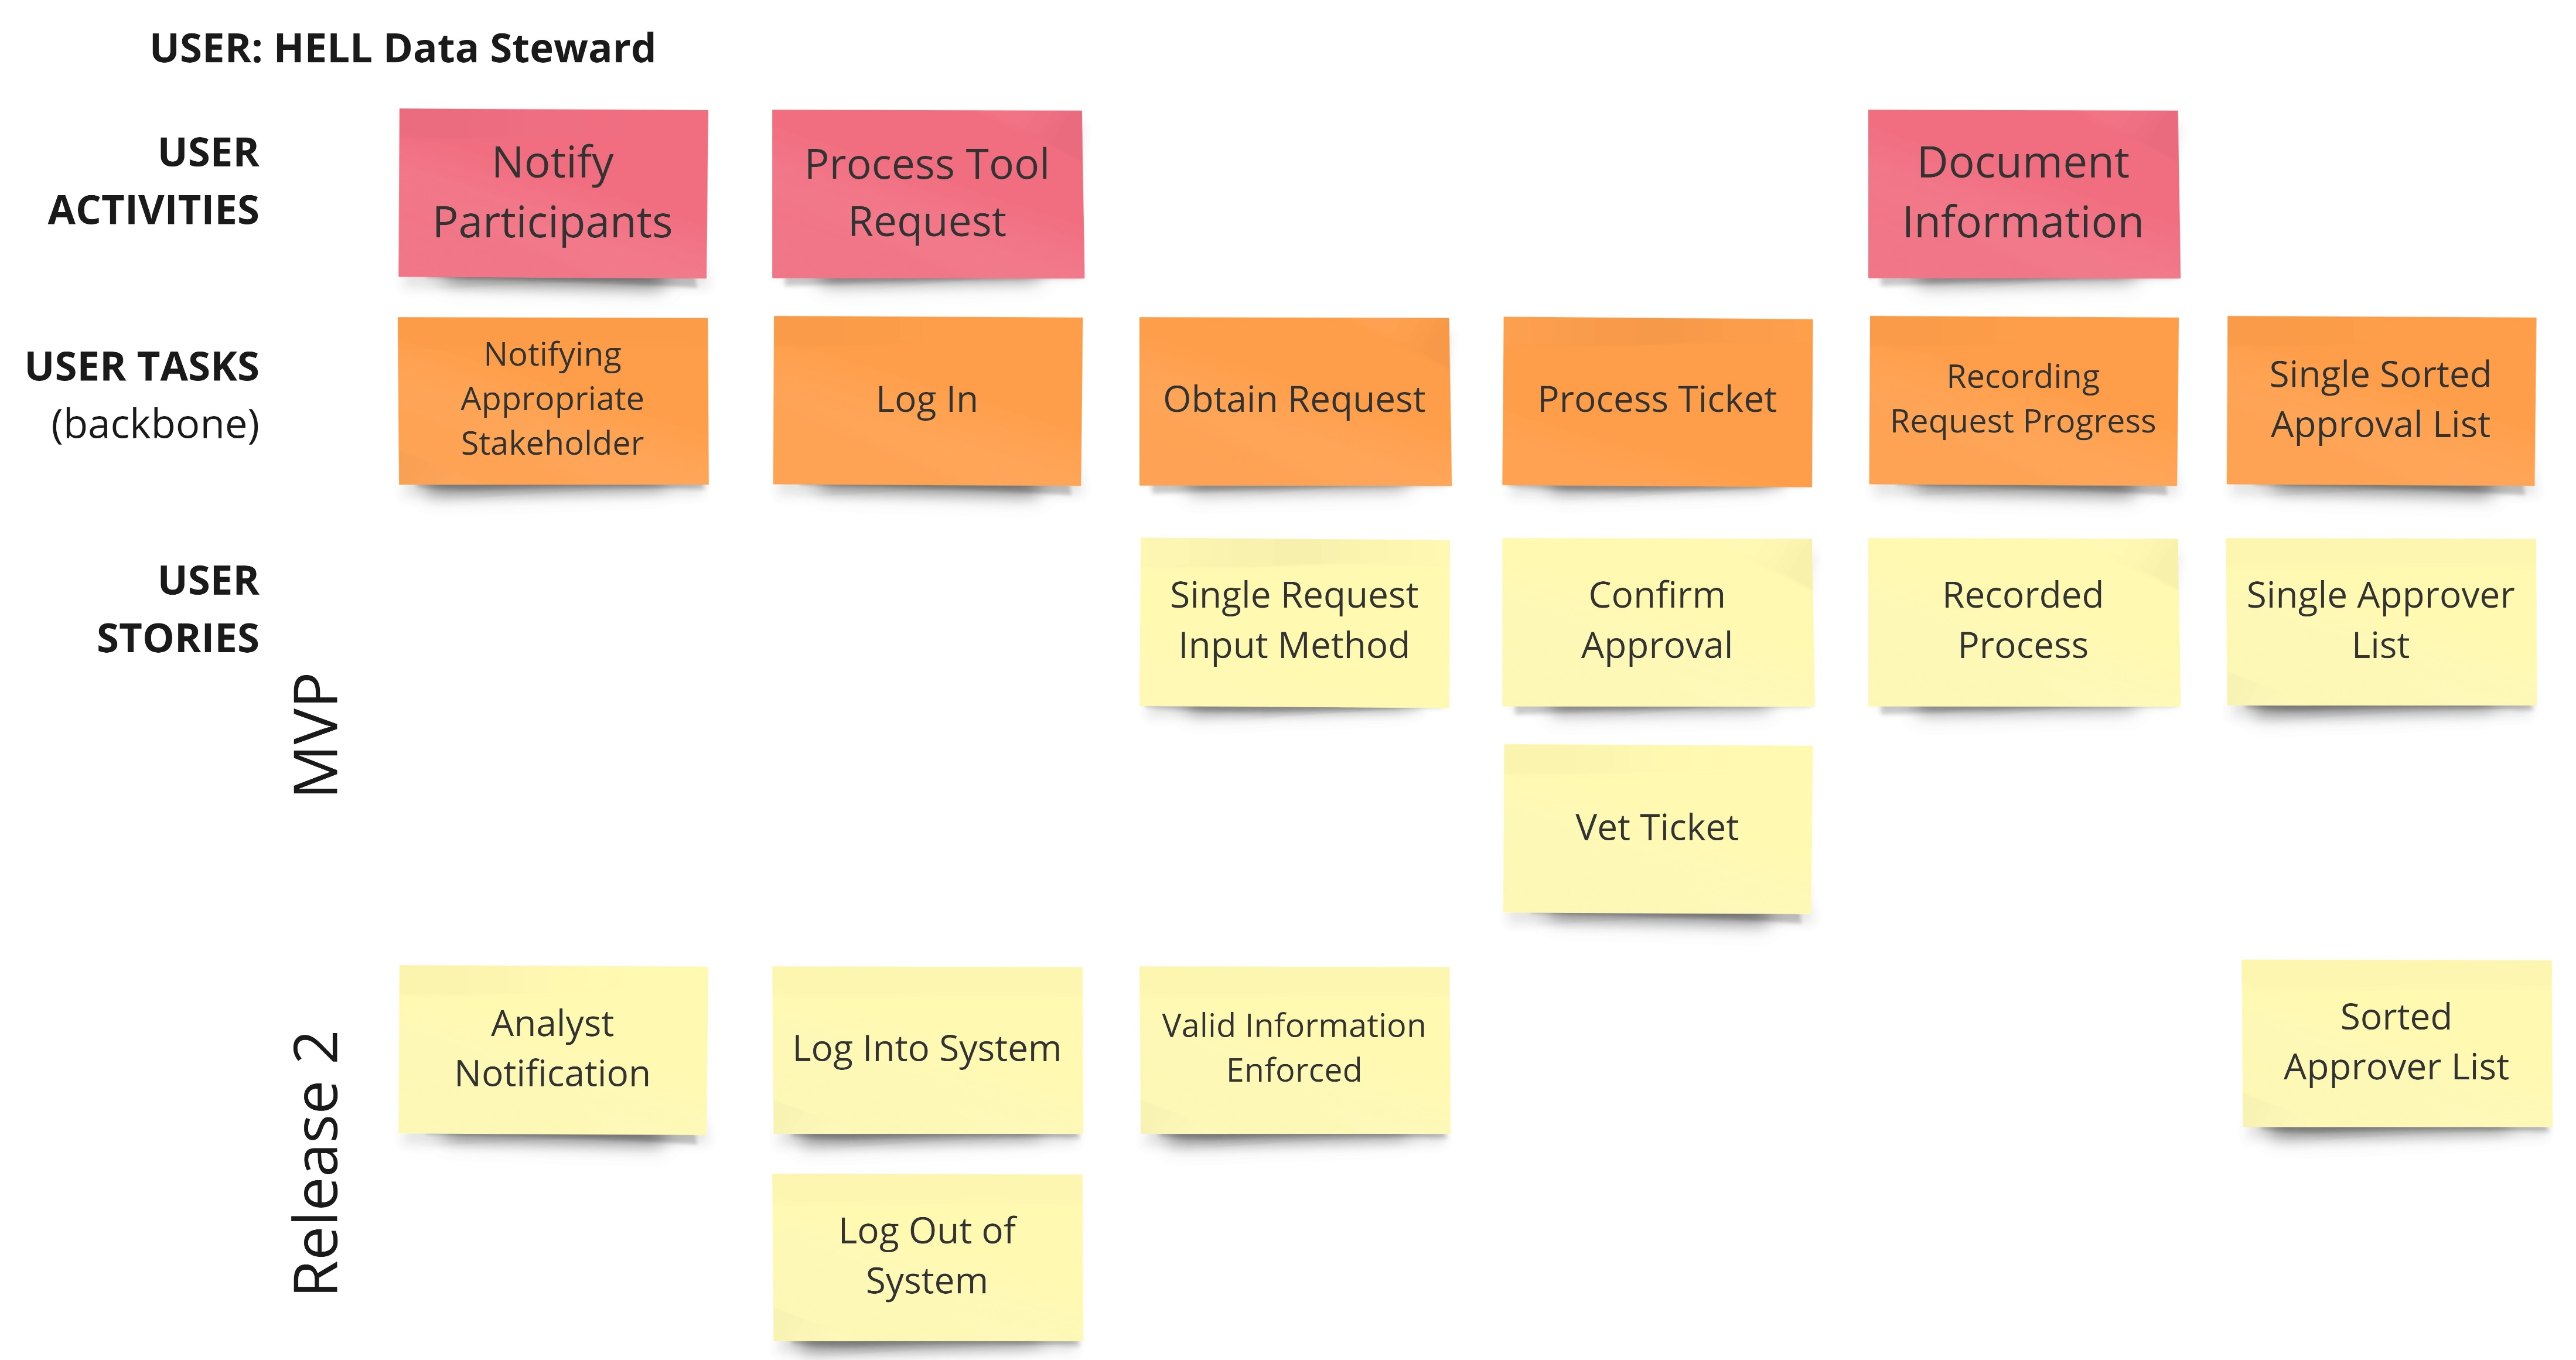 USER: HELL Data Steward
USER
ACTIVITIES
Notify
Participants
Process Tool
Request
Document
Information
USER TASKS
(backbone)
Notifying
Appropriate
Stakeholder
Log In
Obtain Request
Process Ticket
Recording
Request Progress
Single Sorted
Approval List
USER
STORIES
MVP
Single Request
Input Method
Confirm
Approval
Recorded
Process
Single Approver
List
Vet Ticket
Release 2
Analyst
Notification
Log Into System
Valid Information
Enforced
Sorted
Approver List
Log Out of
System